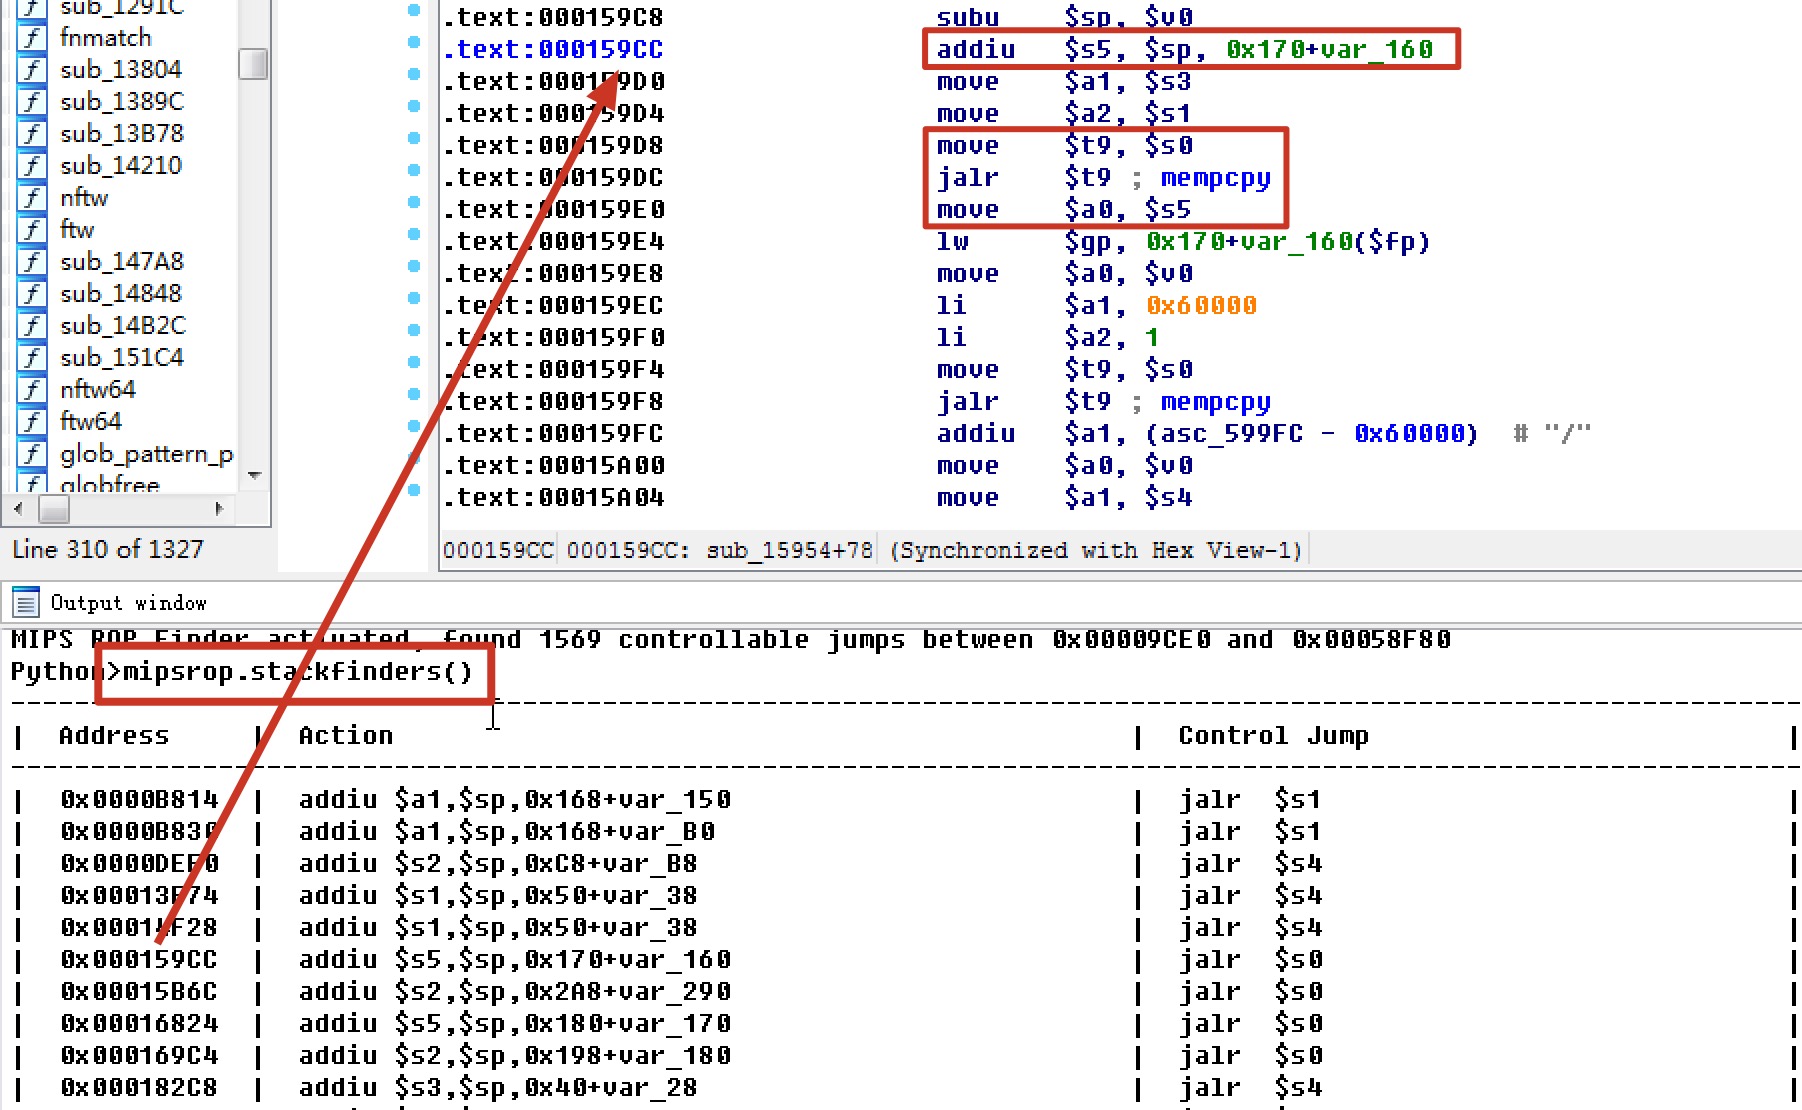 sub_1291C
fnmatch
sub_13804
sub_1389C
sub_13B78
sub_14210
nftw
ftw
sub_147A8
sub_14848
sub_14B2C
sub_151C4
nftw64
ftw64
glob_pattern_p
globfree
Line 310 of 1327
.text:000159C8 subu $sp, $v0
.text:000159CC addiu $s5, $sp, 0x170+var_160
.text:000159D0 move $a1, $s3
.text:000159D4 move $a2, $s1
.text:000159D8 move $t9, $s0
.text:000159DC jalr $t9 ; mempcpy
.text:000159E0 move $a0, $s5
.text:000159E4 lw $gp, 0x170+var_160($fp)
.text:000159E8 move $a0, $v0
.text:000159EC li $a1, 0x60000
.text:000159F0 li $a2, 1
.text:000159F4 move $t9, $s0
.text:000159F8 jalr $t9 ; mempcpy
.text:000159FC addiu $a1, (asc_599FC - 0x60000) # "/"
.text:00015A00 move $a0, $v0
.text:00015A04 move $a1, $s4
000159CC 000159CC: sub_15954+78 (Synchronized with Hex View-1)
Output window
MIPS ROP Finder activated, found 1569 controllable jumps between 0x00009CE0 and 0x00058F80
Python>mipsrop.stackfinders()
| Address | Action | Control Jump |
| 0x0000B814 | addiu $a1,$sp,0x168+var_150 | jalr $s1 |
| 0x0000B830 | addiu $a1,$sp,0x168+var_B0 | jalr $s1 |
| addiu $s2,$sp,0xC8+var_B8 | jalr $s4 |
| addiu $s1,$sp,0x50+var_38 | jalr $s4 |
| addiu $s1,$sp,0x50+var_38 | jalr $s4 |
| 0x000159CC | addiu $s5,$sp,0x170+var_160 | jalr $s0 |
| 0x00015B6C | addiu $s2,$sp,0x2A8+var_290 | jalr $s0 |
| 0x00016824 | addiu $s5,$sp,0x180+var_170 | jalr $s0 |
| 0x000169C4 | addiu $s2,$sp,0x198+var_180 | jalr $s0 |
| 0x000182C8 | addiu $s3,$sp,0x40+var_28 | jalr $s4 |